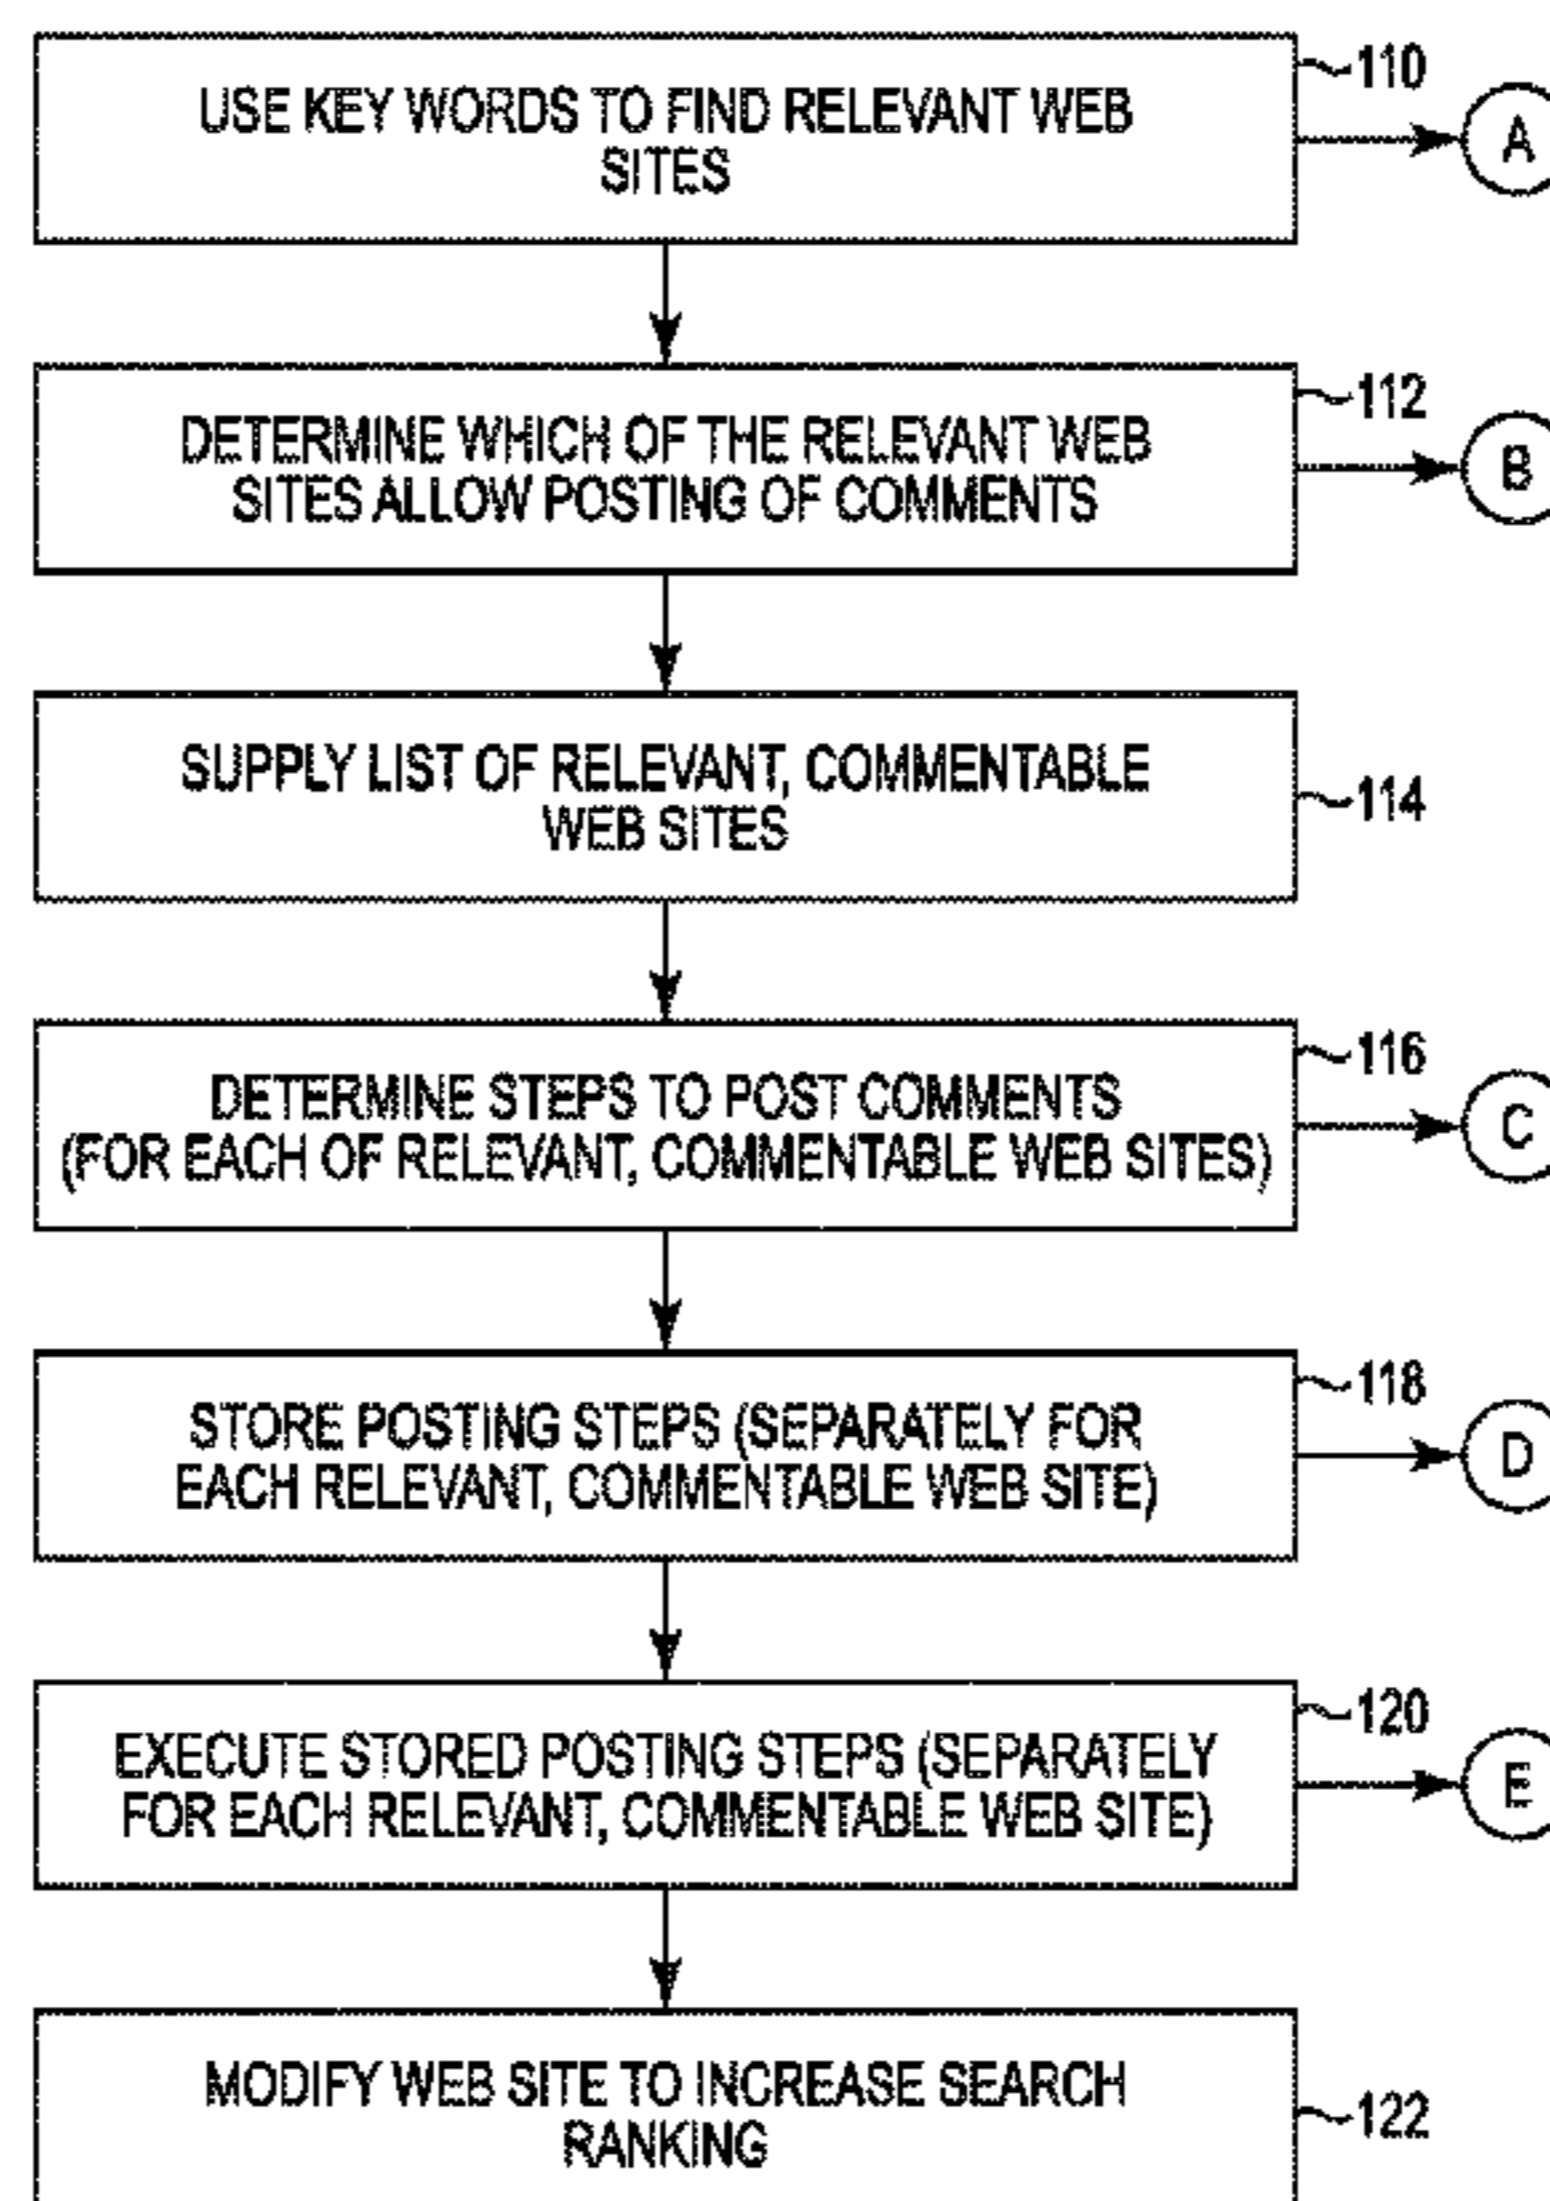 USE KEY WORDS TO FIND RELEVANT WEB
SITES
110
A
DETERMINE WHICH OF THE RELEVANT WEB
SITES ALLOW POSTING OF COMMENTS
112
B
SUPPLY LIST OF RELEVANT, COMMENTABLE
WEB SITES
114
DETERMINE STEPS TO POST COMMENTS
(FOR EACH OF RELEVANT, COMMENTABLE WEB SITES)
116
C
STORE POSTING STEPS (SEPARATELY FOR
EACH RELEVANT, COMMENTABLE WEB SITE)
118
D
EXECUTE STORED POSTING STEPS (SEPARATELY
FOR EACH RELEVANT, COMMENTABLE WEB SITE)
120
E
MODIFY WEB SITE TO INCREASE SEARCH
RANKING
122